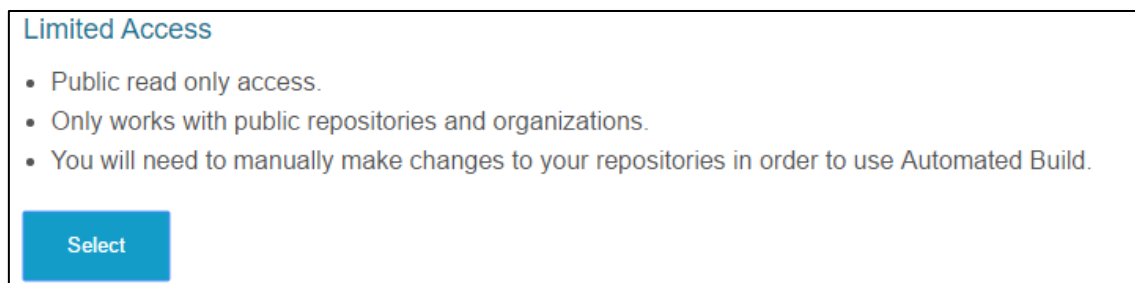 Limited Access
• Public read only access.
• Only works with public repositories and organizations.
• You will need to manually make changes to your repositories in order to use Automated Build.
Select